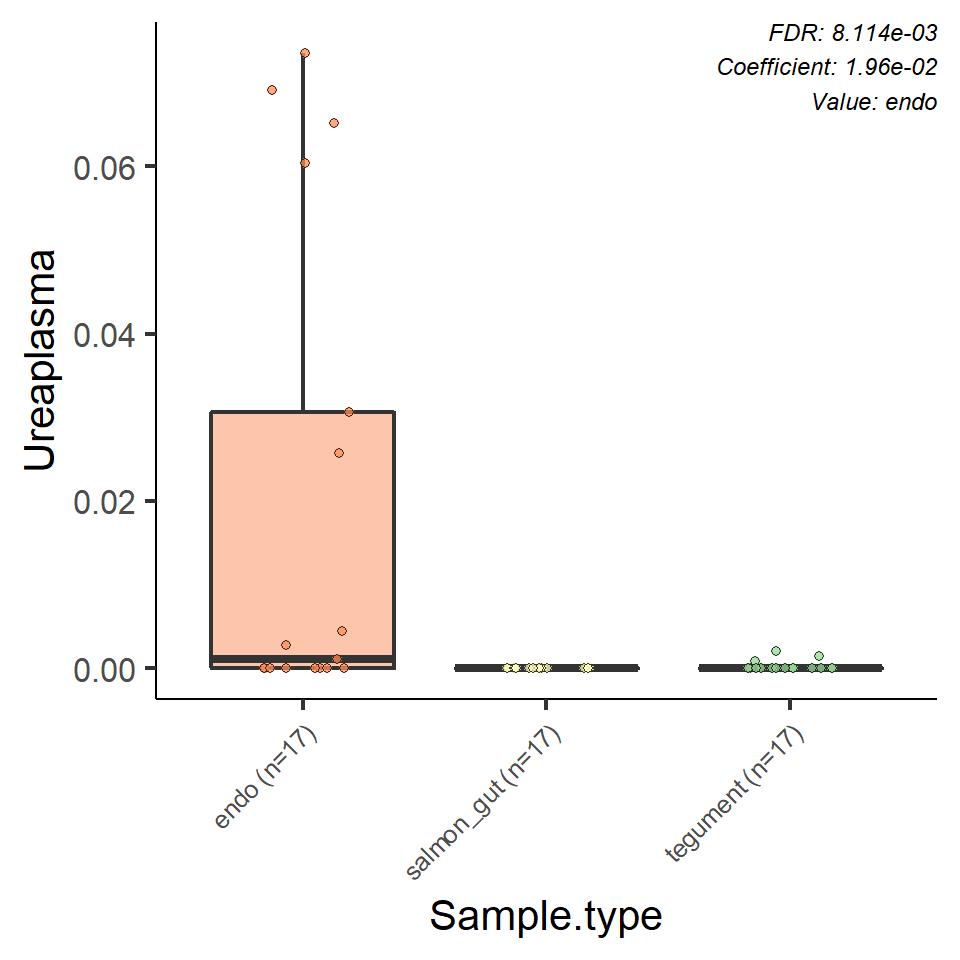 FDR: 8.114e-03
Coefficient: 1.96e-02
Value: endo
Ureaplasma
0.06
0.04
0.02
0.00
endo (n=17)
salmon_gut (n=17)
tegument (n=17)
Sample.type